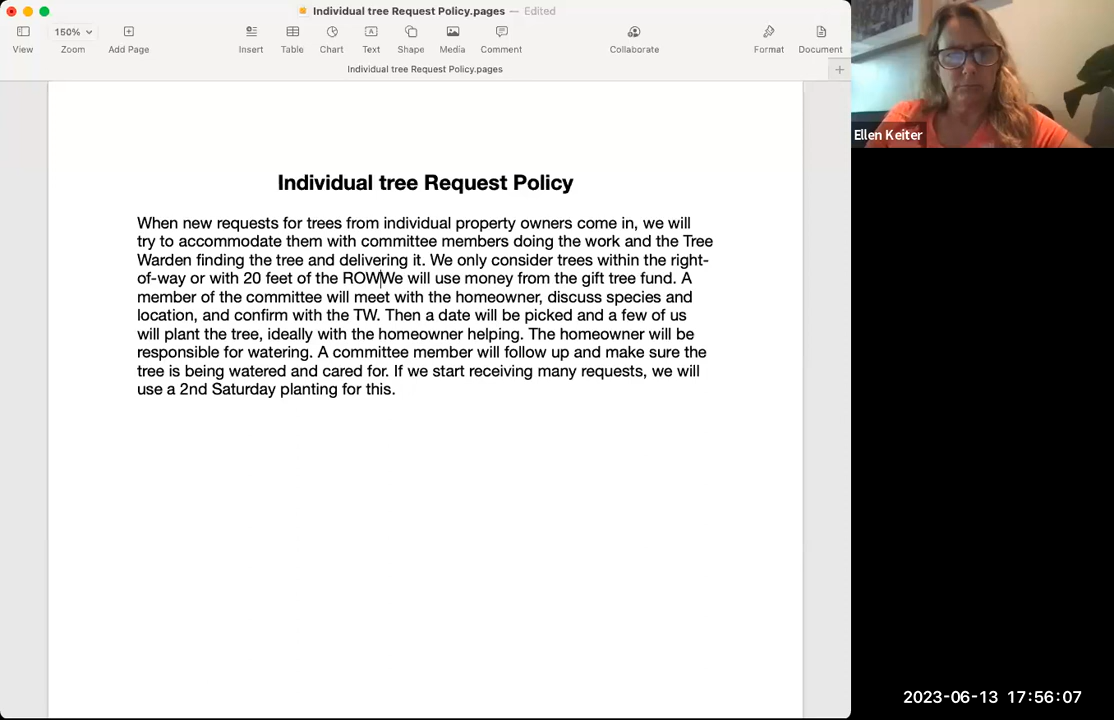 Individual tree Request Policy.pages — Edited
View
150%
Zoom
Add Page
Insert
Table
Chart
Text
Shape
Media
Comment
Collaborate
Format
Document
Individual tree Request Policy.pages
Individual tree Request Policy
When new requests for trees from individual property owners come in, we will
try to accommodate them with committee members doing the work and the Tree
Warden finding the tree and delivering it. We only consider trees within the right-
of-way or with 20 feet of the ROWWe will use money from the gift tree fund. A
member of the committee will meet with the homeowner, discuss species and
location, and confirm with the TW. Then a date will be picked and a few of us
will plant the tree, ideally with the homeowner helping. The homeowner will be
responsible for watering. A committee member will follow up and make sure the
tree is being watered and cared for. If we start receiving many requests, we will
use a 2nd Saturday planting for this.
Ellen Keiter
2023-06-13 17:56:07